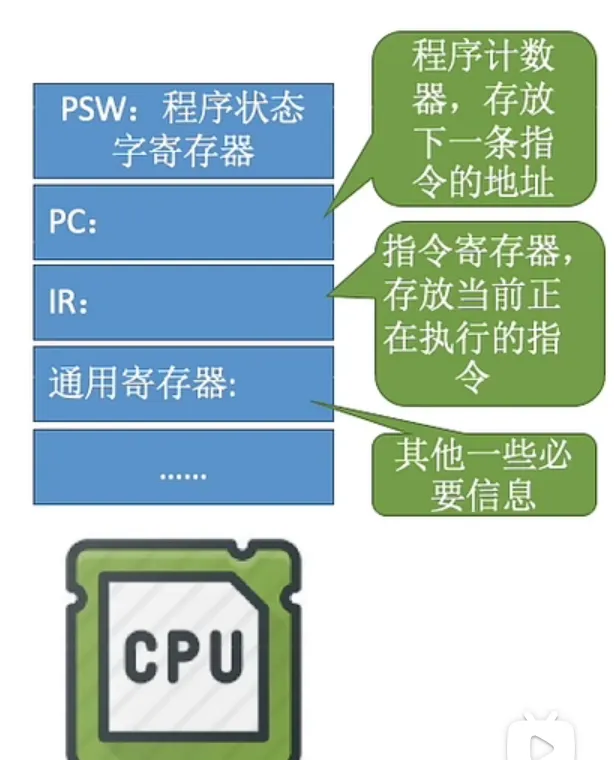 PSW：程序状态
字寄存器
PC：
IR：
通用寄存器:
……
程序计数
器，存放
下一条指
令的地址
指令寄存器，
存放当前正
在执行的指
令
其他一些必
要信息
CPU